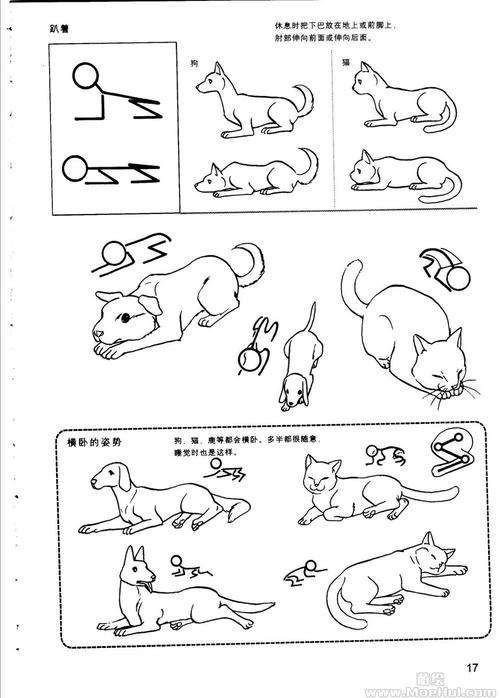 趴着
休息时把下巴放在地上或前脚上，
肘部伸向前面或伸向后面。
狗
猫
横卧的姿势
狗、猫、鹿等都会横卧。多半都很随意，
睡觉时也是这样。
17
萌绘
www.MoeHui.com